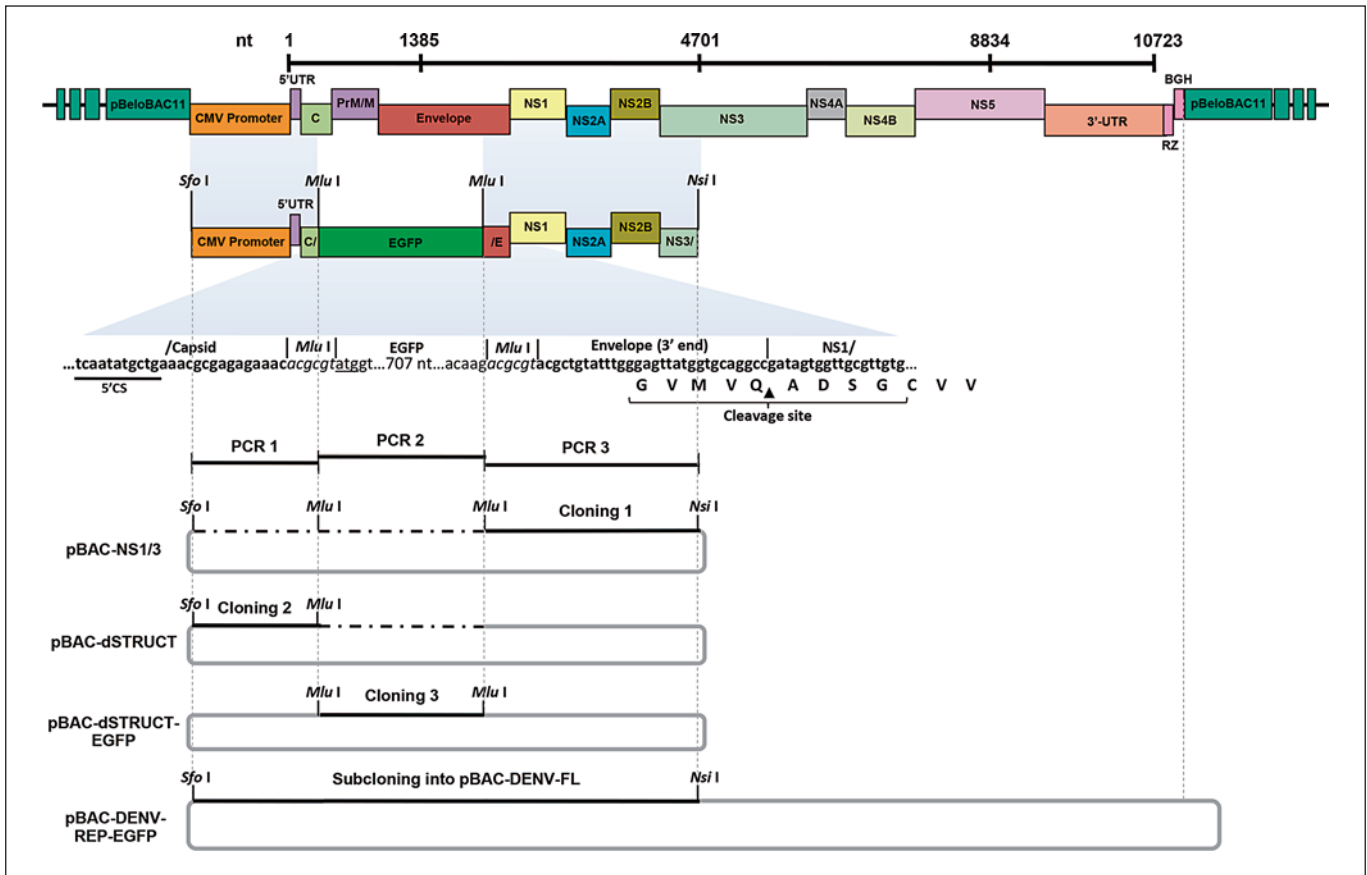 nt 1 1385 4701 8834 10723
5'UTR BGH
pBeloBAC11 CMV Promoter C PrM/M Envelope NS1 NS2A NS2B NS3 NS4A NS4B NS5 3'-UTR pBeloBAC11
RZ
Sfo I Mlu I Mlu I Nsi I
5'UTR
CMV Promoter C/ EGFP /E NS1 NS2A NS2B NS3/
/Capsid Mlu I EGFP Mlu I Envelope (3' end) NS1/
...tcaatatgctgaaacgcgagagaaacacgcgtatggt...707 nt...acaagacgcgtacgctgtatttgggagttatggtgcaggccgatagtggttgcgttgtg...
5'CS G V M V Q A D S G C V V
Cleavage site
PCR 1 PCR 2 PCR 3
Sfo I Mlu I Mlu I Cloning 1 Nsi I
pBAC-NS1/3
Sfo I Cloning 2 Mlu I
pBAC-dSTRUCT
Mlu I Cloning 3 Mlu I
pBAC-dSTRUCT-
EGFP
Sfo I Subcloning into pBAC-DENV-FL Nsi I
pBAC-DENV-
REP-EGFP